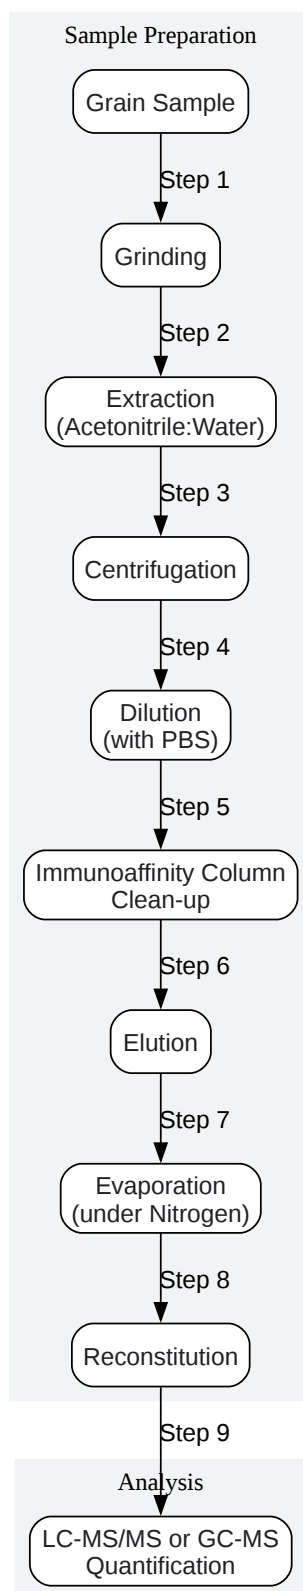 Sample Preparation
Grain Sample
Step 1
Grinding
Step 2
Extraction
(Acetonitrile:Water)
Step 3
Centrifugation
Step 4
Dilution
(with PBS)
Step 5
Immunoaffinity Column
Clean-up
Step 6
Elution
Step 7
Evaporation
(under Nitrogen)
Step 8
Reconstitution
Step 9
Analysis
LC-MS/MS or GC-MS
Quantification